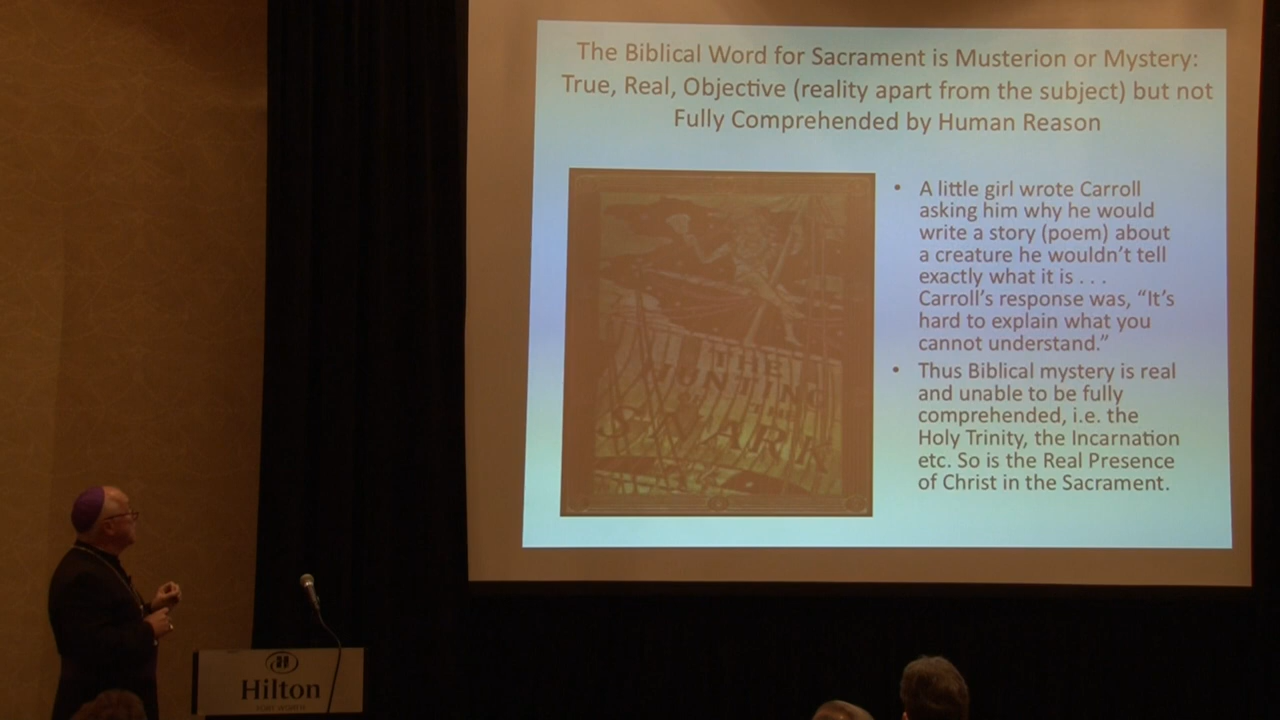 The Biblical Word for Sacrament is Musterion or Mystery:
True, Real, Objective (reality apart from the subject) but not
Fully Comprehended by Human Reason
THE
HUNTING
SNARK
• A little girl wrote Carroll
asking him why he would
write a story (poem) about
a creature he wouldn't tell
exactly what it is . . .
Carroll's response was, “It's
hard to explain what you
cannot understand.”
• Thus Biblical mystery is real
and unable to be fully
comprehended, i.e. the
Holy Trinity, the Incarnation
etc. So is the Real Presence
of Christ in the Sacrament.
Hilton
FORT WORTH